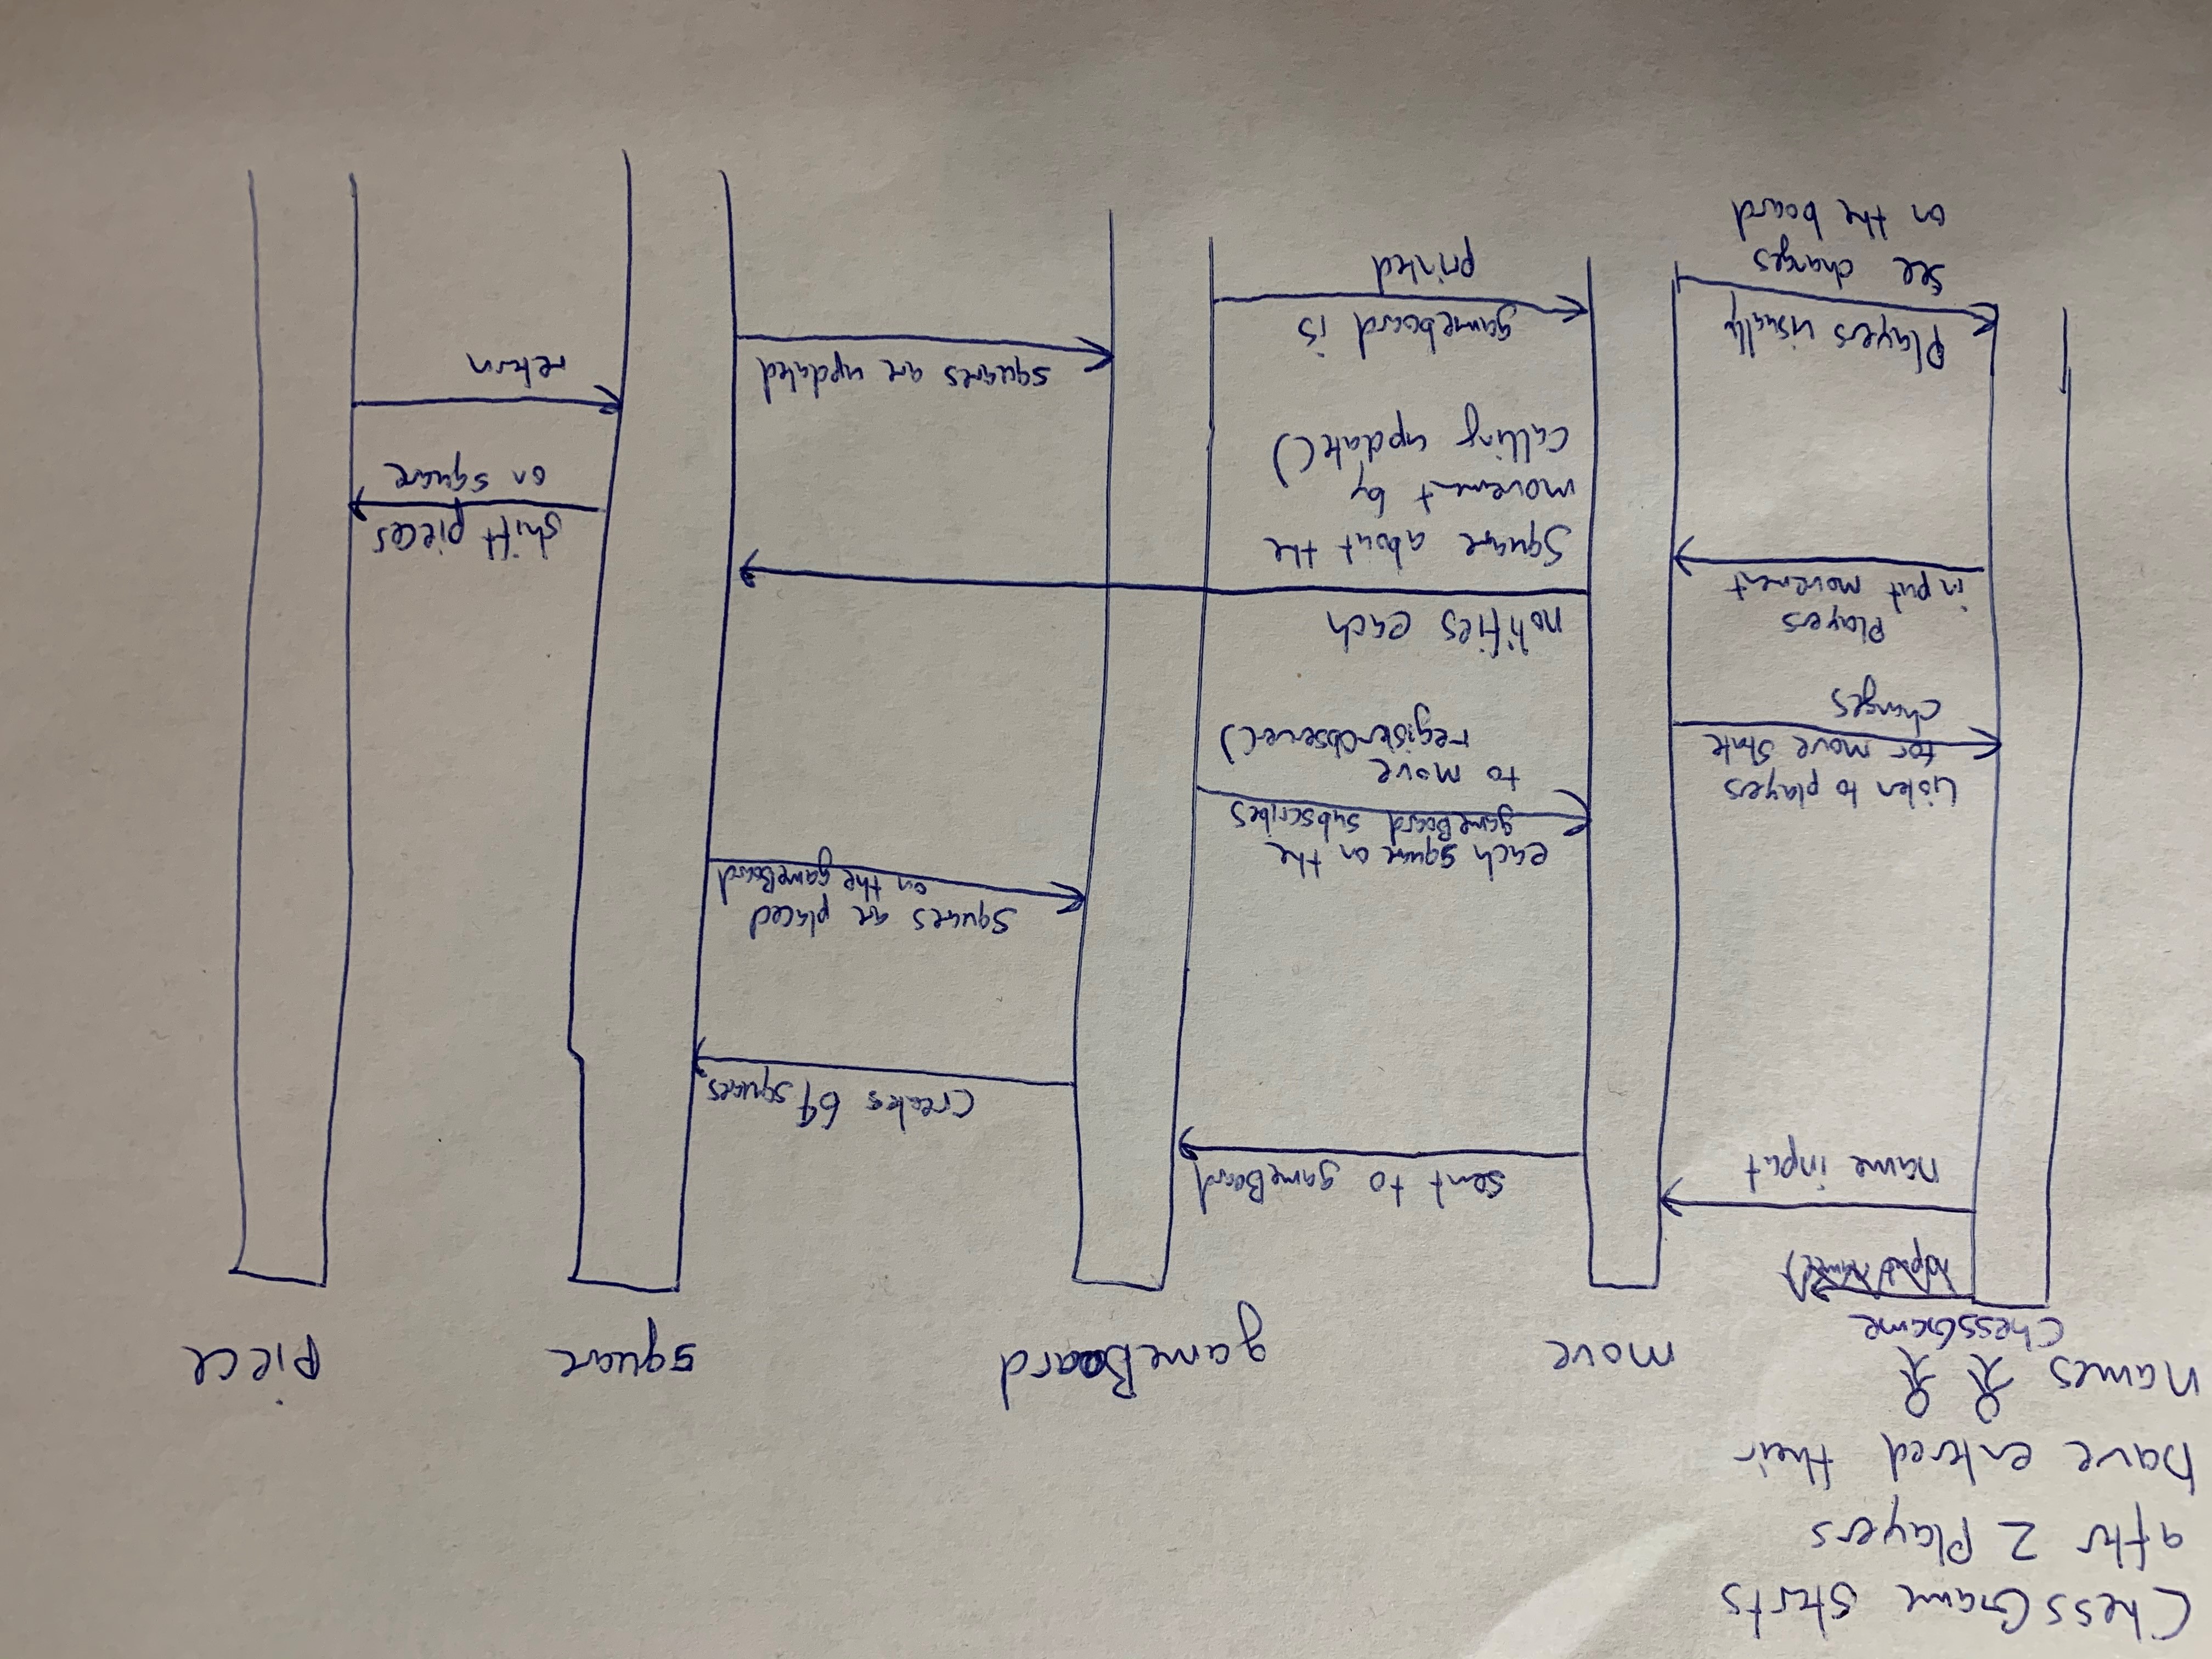 ChessGame starts
after 2 Players
have entered their
names
ChessGame
move
gameBoard
square
piece
name input
sent to gameBoard
Creates 64 squares
squares are placed
on the gameBoard
each square on the
gameBoard subscribes
to move
registerObserver()
Listen to players
for move state
changes
Players
input movement
notifies each
Square about the
movement by
calling update()
shift pieces
on square
return
squares are updated
gameboard is
printed
Players visually
see changes
on the board